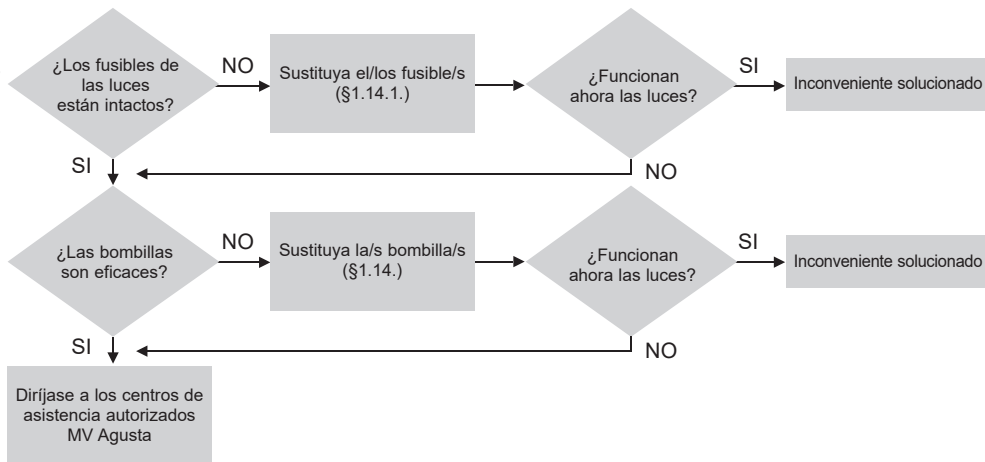 ¿Los fusibles de
las luces
están intactos?
NO
Sustituya el/los fusible/s
(§1.14.1.)
¿Funcionan
ahora las luces?
SI
Inconveniente solucionado
SI
NO
¿Las bombillas
son eficaces?
NO
Sustituya la/s bombilla/s
(§1.14.)
¿Funcionan
ahora las luces?
SI
Inconveniente solucionado
SI
NO
Diríjase a los centros de
asistencia autorizados
MV Agusta